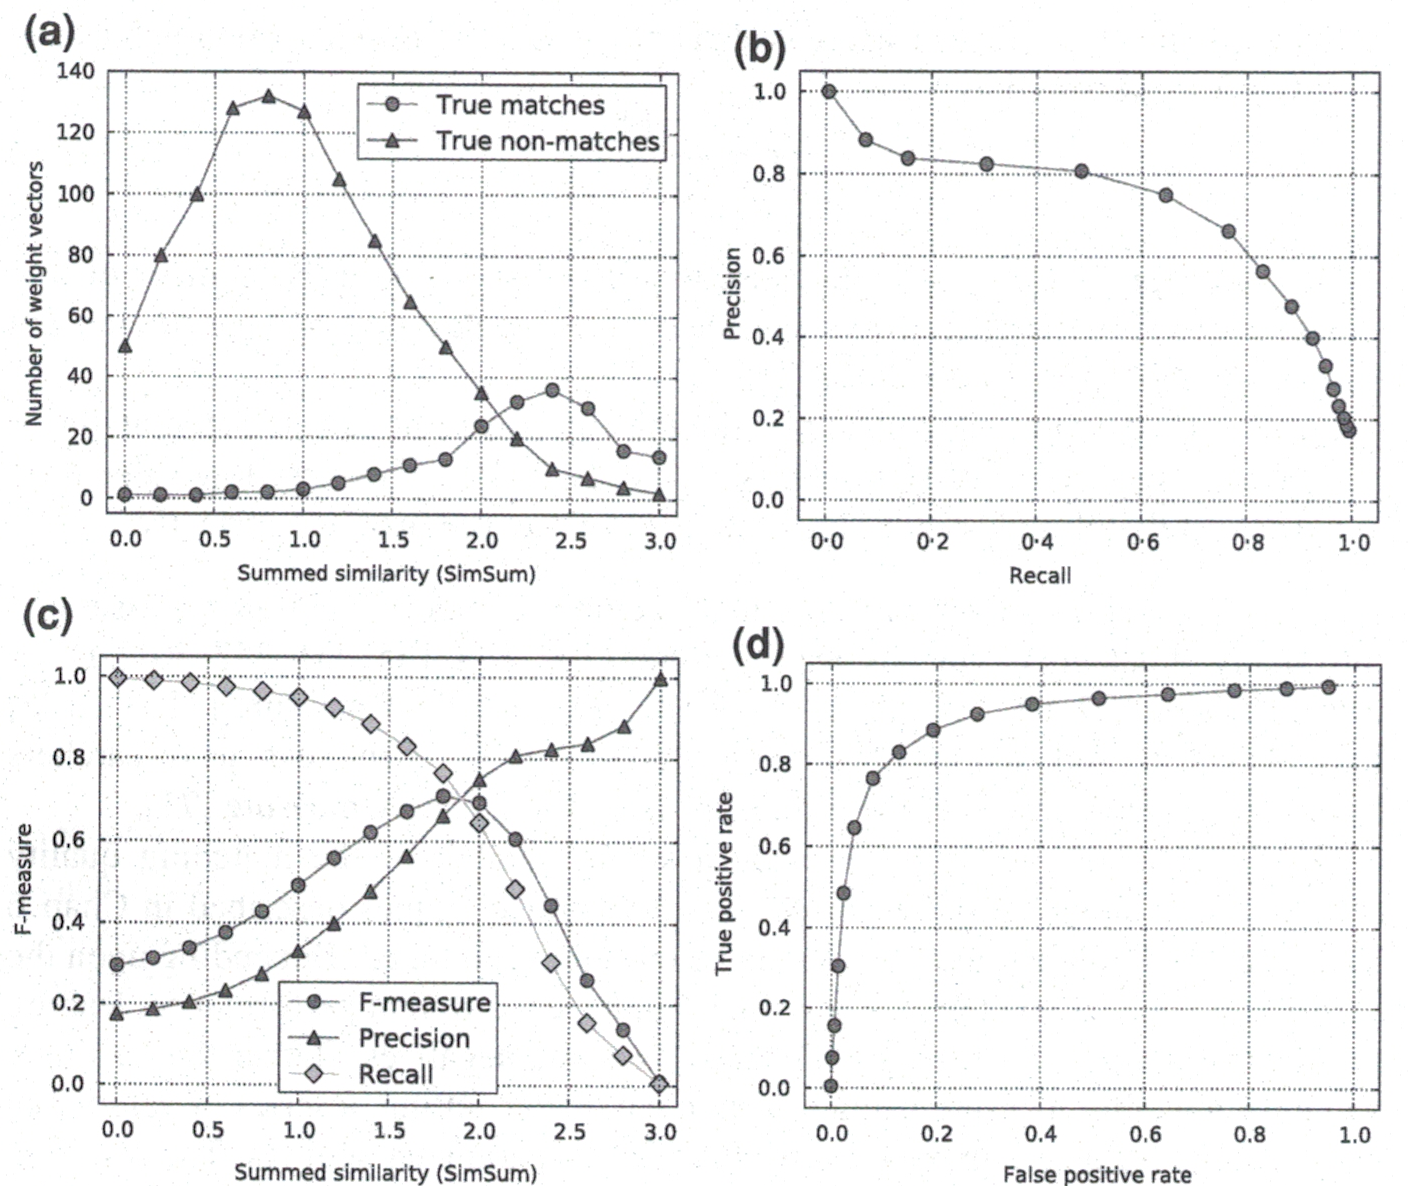 (a)
140
120
100
80
60
40
20
0
Number of weight vectors
True matches
True non-matches
0.0 0.5 1.0 1.5 2.0 2.5 3.0
Summed similarity (SimSum)
(b)
1.0
0.8
0.6
0.4
0.2
0.0
Precision
0·0 0·2 0·4 0·6 0·8 1·0
Recall
(c)
1.0
0.8
0.6
0.4
0.2
0.0
F-measure
F-measure
Precision
Recall
0.0 0.5 1.0 1.5 2.0 2.5 3.0
Summed similarity (SimSum)
(d)
1.0
0.8
0.6
0.4
0.2
0.0
True positive rate
0.0 0.2 0.4 0.6 0.8 1.0
False positive rate